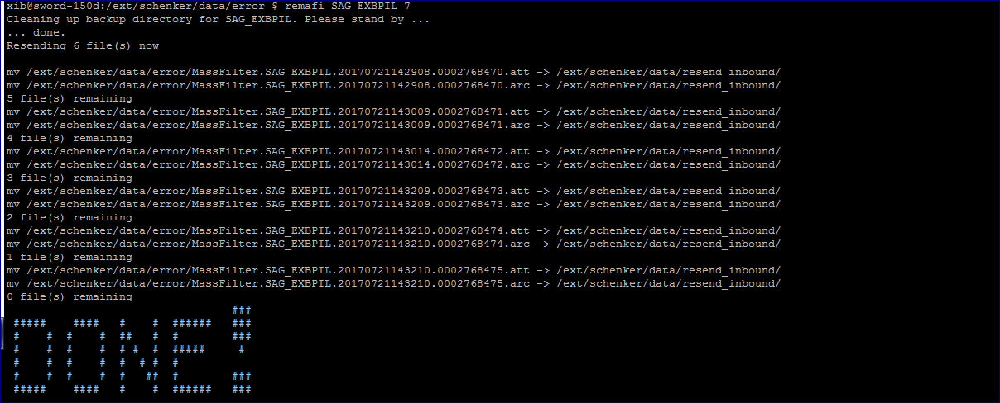 xib@sword-150d:/ext/schenker/data/error $ remafi SAG_EXBPIL 7
Cleaning up backup directory for SAG_EXBPIL. Please stand by ...
... done.
Resending 6 file(s) now
mv /ext/schenker/data/error/MassFilter.SAG_EXBPIL.20170721142908.0002768470.att -> /ext/schenker/data/resend_inbound/
mv /ext/schenker/data/error/MassFilter.SAG_EXBPIL.20170721142908.0002768470.arc -> /ext/schenker/data/resend_inbound/
5 file(s) remaining
mv /ext/schenker/data/error/MassFilter.SAG_EXBPIL.20170721143009.0002768471.att -> /ext/schenker/data/resend_inbound/
mv /ext/schenker/data/error/MassFilter.SAG_EXBPIL.20170721143009.0002768471.arc -> /ext/schenker/data/resend_inbound/
4 file(s) remaining
mv /ext/schenker/data/error/MassFilter.SAG_EXBPIL.20170721143014.0002768472.att -> /ext/schenker/data/resend_inbound/
mv /ext/schenker/data/error/MassFilter.SAG_EXBPIL.20170721143014.0002768472.arc -> /ext/schenker/data/resend_inbound/
3 file(s) remaining
mv /ext/schenker/data/error/MassFilter.SAG_EXBPIL.20170721143209.0002768473.att -> /ext/schenker/data/resend_inbound/
mv /ext/schenker/data/error/MassFilter.SAG_EXBPIL.20170721143209.0002768473.arc -> /ext/schenker/data/resend_inbound/
2 file(s) remaining
mv /ext/schenker/data/error/MassFilter.SAG_EXBPIL.20170721143210.0002768474.att -> /ext/schenker/data/resend_inbound/
mv /ext/schenker/data/error/MassFilter.SAG_EXBPIL.20170721143210.0002768474.arc -> /ext/schenker/data/resend_inbound/
1 file(s) remaining
mv /ext/schenker/data/error/MassFilter.SAG_EXBPIL.20170721143210.0002768475.att -> /ext/schenker/data/resend_inbound/
mv /ext/schenker/data/error/MassFilter.SAG_EXBPIL.20170721143210.0002768475.arc -> /ext/schenker/data/resend_inbound/
0 file(s) remaining
DONE!